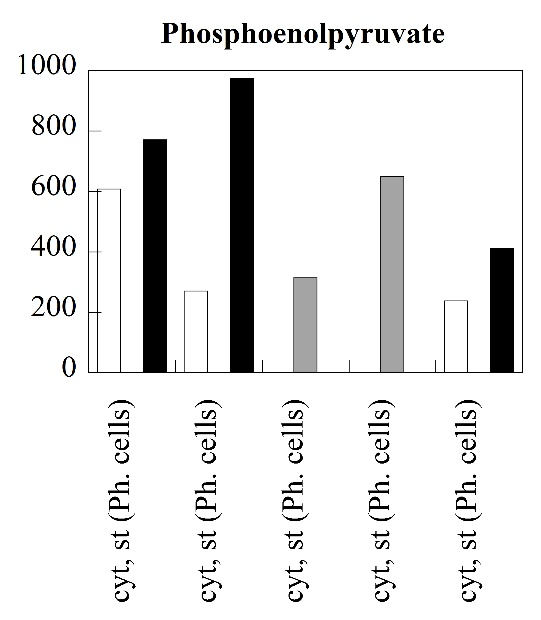 Phosphoenolpyruvate
1000
800
600
400
200
0
cyt, st (Ph. cells)
cyt, st (Ph. cells)
cyt, st (Ph. cells)
cyt, st (Ph. cells)
cyt, st (Ph. cells)